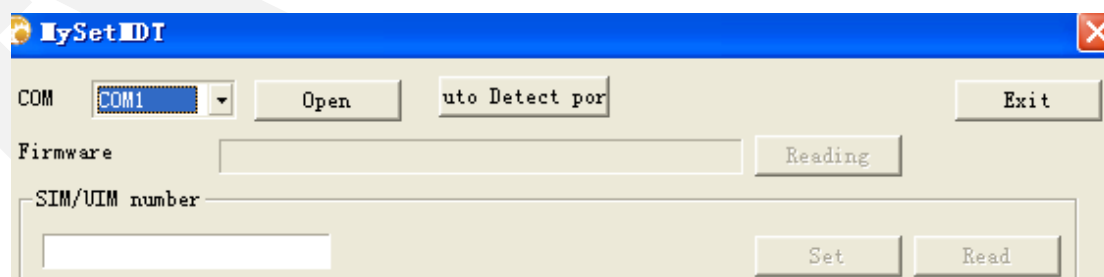 MySetMDT
COM COM1 Open uto Detect por Exit
Firmware Reading
SIM/UIM number
Set Read